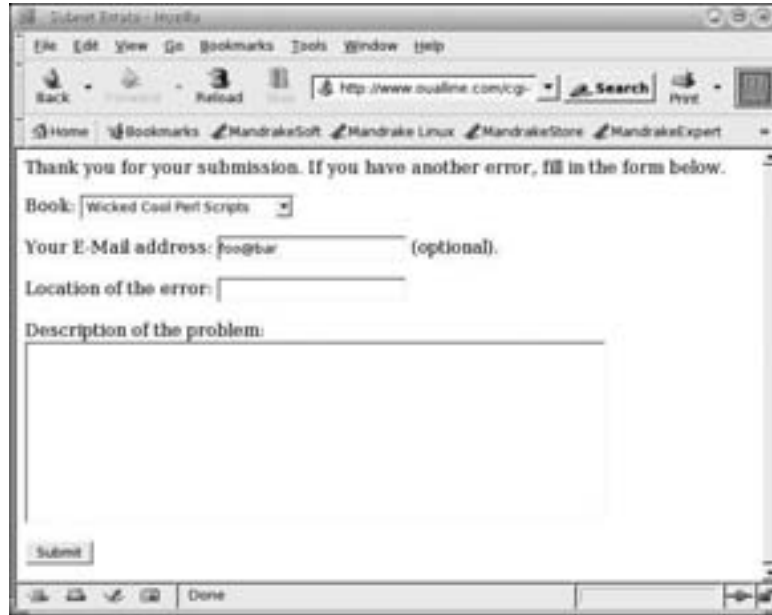 Submit Errata - Mozilla
File Edit View Go Bookmarks Tools Window Help
Back Forward Reload Stop http://www.oualline.com/cgi- Search Print
Home Bookmarks MandrakeSoft Mandrake Linux MandrakeStore MandrakeExpert
Thank you for your submission. If you have another error, fill in the form below.
Book: Wicked Cool Perl Scripts
Your E-Mail address: foo@bar (optional).
Location of the error:
Description of the problem:
Submit
Done